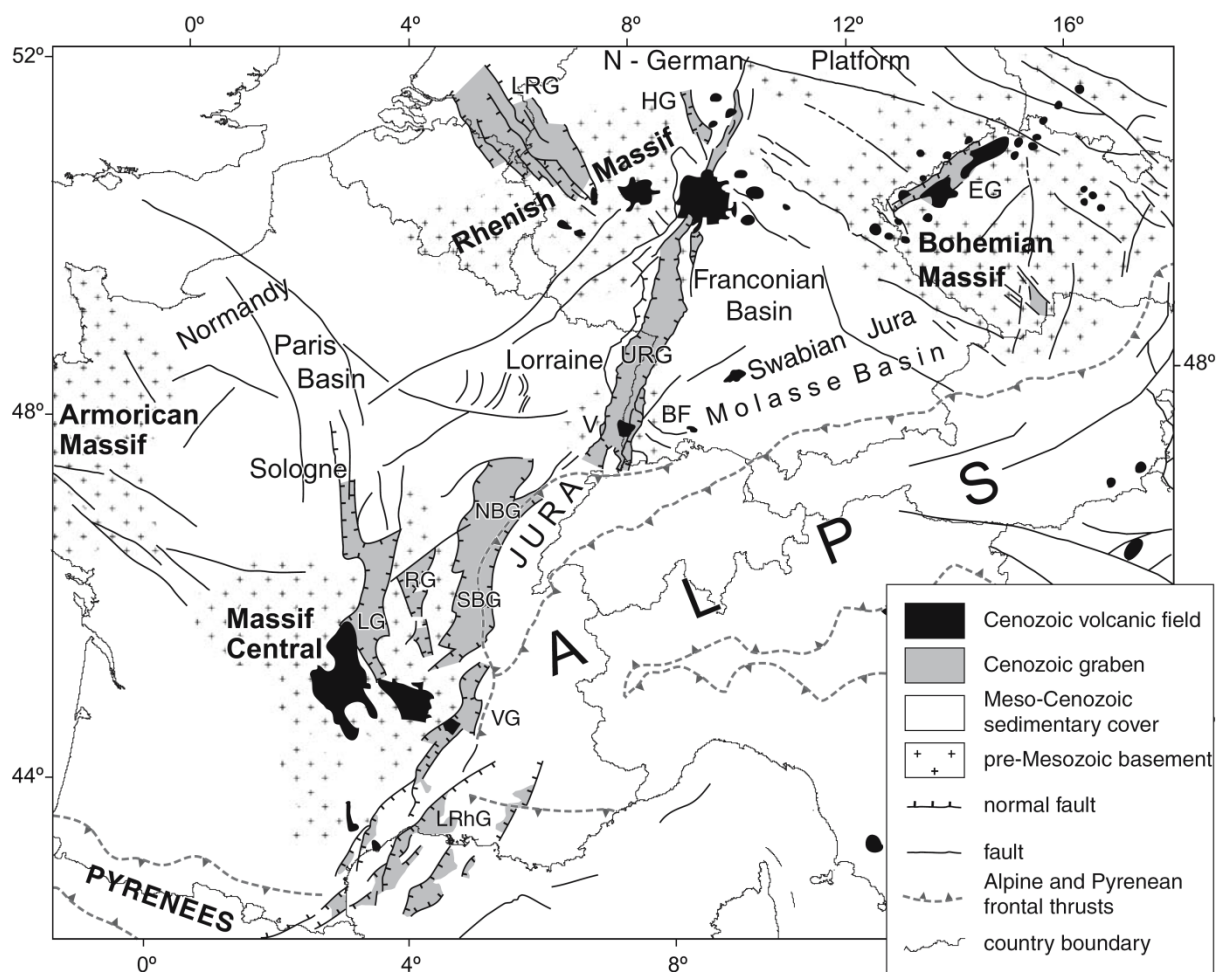 0º 4º 8º 12º 16º
52º
N - German Platform
LRG
HG
Rhenish Massif
EG
Bohemian
Massif
Franconian
Basin
Normandy
Paris
Basin
Lorraine
URG
Swabian Jura
Molasse Basin
48º
48º
V
BF
Armorican
Massif
Sologne
NBG
JURA
RG
SBG
LG
Massif
Central
ALPS
VG
44º
LRhG
PYRENEES
0º 4º 8º
Cenozoic volcanic field
Cenozoic graben
Meso-Cenozoic
sedimentary cover
pre-Mesozoic basement
normal fault
fault
Alpine and Pyrenean
frontal thrusts
country boundary